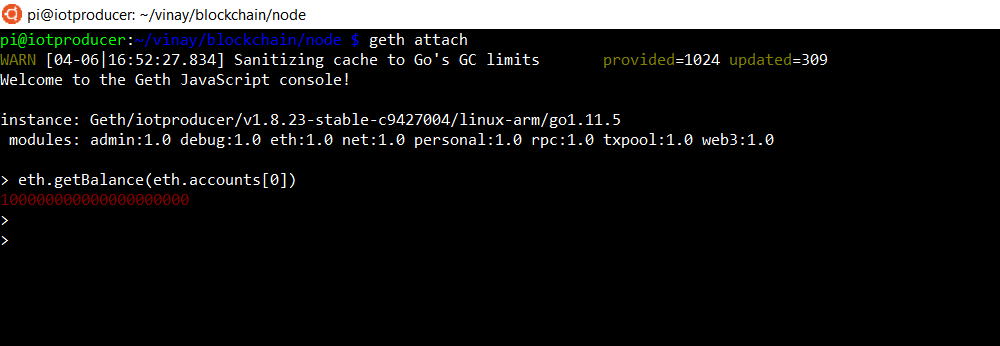 pi@iotproducer: ~/vinay/blockchain/node
pi@iotproducer:~/vinay/blockchain/node $ geth attach
WARN [04-06|16:52:27.834] Sanitizing cache to Go's GC limits       provided=1024 updated=309
Welcome to the Geth JavaScript console!
instance: Geth/iotproducer/v1.8.23-stable-c9427004/linux-arm/go1.11.5
 modules: admin:1.0 debug:1.0 eth:1.0 net:1.0 personal:1.0 rpc:1.0 txpool:1.0 web3:1.0
> eth.getBalance(eth.accounts[0])
100000000000000000000
>
>